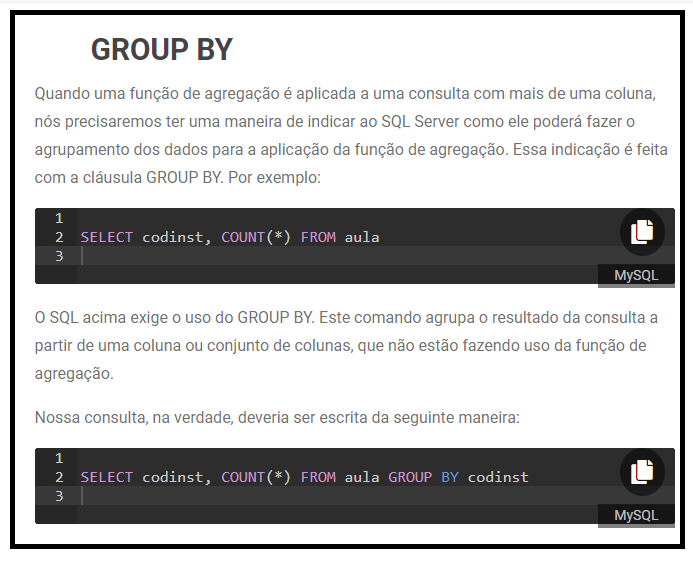 GROUP BY
Quando uma função de agregação é aplicada a uma consulta com mais de uma coluna,
nós precisaremos ter uma maneira de indicar ao SQL Server como ele poderá fazer o
agrupamento dos dados para a aplicação da função de agregação. Essa indicação é feita
com a cláusula GROUP BY. Por exemplo:
1
2 SELECT codinst, COUNT(*) FROM aula
3
MySQL
O SQL acima exige o uso do GROUP BY. Este comando agrupa o resultado da consulta a
partir de uma coluna ou conjunto de colunas, que não estão fazendo uso da função de
agregação.
Nossa consulta, na verdade, deveria ser escrita da seguinte maneira:
1
2 SELECT codinst, COUNT(*) FROM aula GROUP BY codinst
3
MySQL